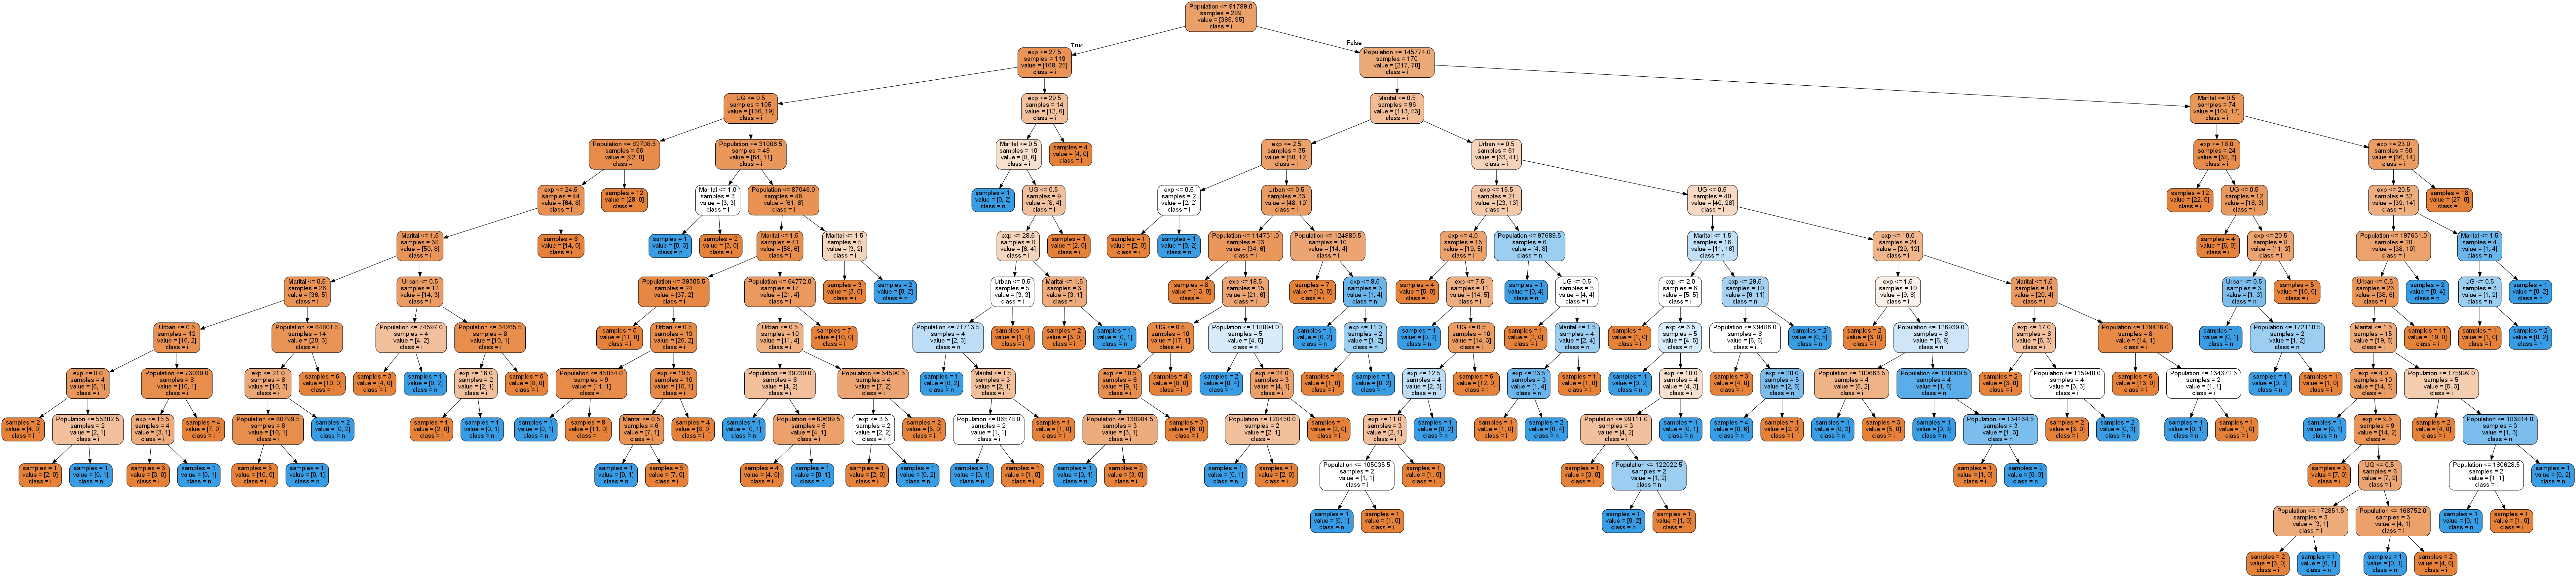 Population <= 91789.0
samples = 289
value = [385, 95]
class = i
True
False
exp <= 27.5
samples = 119
value = [168, 25]
class = i
Population <= 145774.0
samples = 170
value = [217, 70]
class = i
UG <= 0.5
samples = 105
value = [156, 19]
class = i
exp <= 29.5
samples = 14
value = [12, 6]
class = i
Marital <= 0.5
samples = 96
value = [113, 53]
class = i
Marital <= 0.5
samples = 74
value = [104, 17]
class = i
Population <= 82708.5
samples = 56
value = [92, 8]
class = i
Population <= 31006.5
samples = 49
value = [64, 11]
class = i
Marital <= 0.5
samples = 10
value = [8, 6]
class = i
samples = 4
value = [4, 0]
class = i
exp <= 2.5
samples = 35
value = [50, 12]
class = i
Urban <= 0.5
samples = 61
value = [63, 41]
class = i
exp <= 18.0
samples = 24
value = [38, 3]
class = i
exp <= 23.0
samples = 50
value = [66, 14]
class = i
exp <= 24.5
samples = 44
value = [64, 8]
class = i
samples = 12
value = [28, 0]
class = i
Marital <= 1.0
samples = 3
value = [3, 3]
class = i
Population <= 87046.0
samples = 46
value = [61, 8]
class = i
samples = 1
value = [0, 2]
class = n
UG <= 0.5
samples = 9
value = [8, 4]
class = i
exp <= 0.5
samples = 2
value = [2, 2]
class = i
Urban <= 0.5
samples = 33
value = [48, 10]
class = i
exp <= 15.5
samples = 21
value = [23, 13]
class = i
UG <= 0.5
samples = 40
value = [40, 28]
class = i
samples = 12
value = [22, 0]
class = i
UG <= 0.5
samples = 12
value = [16, 3]
class = i
exp <= 20.5
samples = 32
value = [39, 14]
class = i
samples = 18
value = [27, 0]
class = i
Marital <= 1.5
samples = 38
value = [50, 8]
class = i
samples = 6
value = [14, 0]
class = i
samples = 1
value = [0, 3]
class = n
samples = 2
value = [3, 0]
class = i
Marital <= 1.5
samples = 41
value = [58, 6]
class = i
Marital <= 1.5
samples = 5
value = [3, 2]
class = i
exp <= 28.5
samples = 8
value = [6, 4]
class = i
samples = 1
value = [2, 0]
class = i
samples = 1
value = [2, 0]
class = i
samples = 1
value = [0, 2]
class = n
Population <= 114731.0
samples = 23
value = [34, 6]
class = i
Population <= 124880.5
samples = 10
value = [14, 4]
class = i
exp <= 4.0
samples = 15
value = [19, 5]
class = i
Population <= 97689.5
samples = 6
value = [4, 8]
class = n
Marital <= 1.5
samples = 16
value = [11, 16]
class = n
exp <= 10.0
samples = 24
value = [29, 12]
class = i
samples = 4
value = [5, 0]
class = i
exp <= 20.5
samples = 8
value = [11, 3]
class = i
Population <= 197631.0
samples = 28
value = [38, 10]
class = i
Marital <= 1.5
samples = 4
value = [1, 4]
class = n
Marital <= 0.5
samples = 26
value = [36, 5]
class = i
Urban <= 0.5
samples = 12
value = [14, 3]
class = i
Population <= 39305.5
samples = 24
value = [37, 2]
class = i
Population <= 64772.0
samples = 17
value = [21, 4]
class = i
samples = 3
value = [3, 0]
class = i
samples = 2
value = [0, 2]
class = n
Urban <= 0.5
samples = 5
value = [3, 3]
class = i
Marital <= 1.5
samples = 3
value = [3, 1]
class = i
samples = 8
value = [13, 0]
class = i
exp <= 18.5
samples = 15
value = [21, 6]
class = i
samples = 7
value = [13, 0]
class = i
exp <= 8.5
samples = 3
value = [1, 4]
class = n
samples = 4
value = [5, 0]
class = i
exp <= 7.5
samples = 11
value = [14, 5]
class = i
samples = 1
value = [0, 4]
class = n
UG <= 0.5
samples = 5
value = [4, 4]
class = i
exp <= 2.0
samples = 6
value = [5, 5]
class = i
exp <= 29.5
samples = 10
value = [6, 11]
class = n
exp <= 1.5
samples = 10
value = [9, 8]
class = i
Marital <= 1.5
samples = 14
value = [20, 4]
class = i
Urban <= 0.5
samples = 3
value = [1, 3]
class = n
samples = 5
value = [10, 0]
class = i
Urban <= 0.5
samples = 26
value = [38, 6]
class = i
samples = 2
value = [0, 4]
class = n
UG <= 0.5
samples = 3
value = [1, 2]
class = n
samples = 1
value = [0, 2]
class = n
Urban <= 0.5
samples = 12
value = [16, 2]
class = i
Population <= 64801.5
samples = 14
value = [20, 3]
class = i
Population <= 74597.0
samples = 4
value = [4, 2]
class = i
Population <= 34265.5
samples = 8
value = [10, 1]
class = i
samples = 5
value = [11, 0]
class = i
Urban <= 0.5
samples = 19
value = [26, 2]
class = i
Urban <= 0.5
samples = 10
value = [11, 4]
class = i
samples = 7
value = [10, 0]
class = i
Population <= 71713.5
samples = 4
value = [2, 3]
class = n
samples = 1
value = [1, 0]
class = i
samples = 2
value = [3, 0]
class = i
samples = 1
value = [0, 1]
class = n
UG <= 0.5
samples = 10
value = [17, 1]
class = i
Population <= 118894.0
samples = 5
value = [4, 5]
class = n
samples = 1
value = [0, 2]
class = n
exp <= 11.0
samples = 2
value = [1, 2]
class = n
samples = 1
value = [0, 2]
class = n
UG <= 0.5
samples = 10
value = [14, 3]
class = i
samples = 1
value = [2, 0]
class = i
Marital <= 1.5
samples = 4
value = [2, 4]
class = n
samples = 1
value = [1, 0]
class = i
exp <= 6.5
samples = 5
value = [4, 5]
class = n
Population <= 99486.0
samples = 8
value = [6, 6]
class = i
samples = 2
value = [0, 5]
class = n
samples = 2
value = [3, 0]
class = i
Population <= 126939.0
samples = 8
value = [6, 8]
class = n
exp <= 17.0
samples = 6
value = [6, 3]
class = i
Population <= 129426.0
samples = 8
value = [14, 1]
class = i
samples = 1
value = [0, 1]
class = n
Population <= 172110.5
samples = 2
value = [1, 2]
class = n
Marital <= 1.5
samples = 15
value = [19, 6]
class = i
samples = 11
value = [19, 0]
class = i
samples = 1
value = [1, 0]
class = i
samples = 2
value = [0, 2]
class = n
exp <= 8.0
samples = 4
value = [6, 1]
class = i
Population <= 73039.0
samples = 8
value = [10, 1]
class = i
exp <= 21.0
samples = 8
value = [10, 3]
class = i
samples = 6
value = [10, 0]
class = i
samples = 3
value = [4, 0]
class = i
samples = 1
value = [0, 2]
class = n
exp <= 16.0
samples = 2
value = [2, 1]
class = i
samples = 6
value = [8, 0]
class = i
Population <= 45854.0
samples = 9
value = [11, 1]
class = i
exp <= 19.5
samples = 10
value = [15, 1]
class = i
Population <= 39230.0
samples = 6
value = [4, 2]
class = i
Population <= 54590.5
samples = 4
value = [7, 2]
class = i
samples = 1
value = [0, 2]
class = n
Marital <= 1.5
samples = 3
value = [2, 1]
class = i
exp <= 10.5
samples = 6
value = [9, 1]
class = i
samples = 4
value = [8, 0]
class = i
samples = 2
value = [0, 4]
class = n
exp <= 24.0
samples = 3
value = [4, 1]
class = i
samples = 1
value = [1, 0]
class = i
samples = 1
value = [0, 2]
class = n
exp <= 12.5
samples = 4
value = [2, 3]
class = n
samples = 6
value = [12, 0]
class = i
exp <= 23.5
samples = 3
value = [1, 4]
class = n
samples = 1
value = [1, 0]
class = i
samples = 1
value = [0, 2]
class = n
exp <= 18.0
samples = 4
value = [4, 3]
class = i
samples = 3
value = [4, 0]
class = i
exp <= 20.0
samples = 5
value = [2, 6]
class = n
Population <= 100663.5
samples = 4
value = [5, 2]
class = i
Population <= 130009.5
samples = 4
value = [1, 6]
class = n
samples = 2
value = [3, 0]
class = i
Population <= 115948.0
samples = 4
value = [3, 3]
class = i
samples = 6
value = [13, 0]
class = i
Population <= 134372.5
samples = 2
value = [1, 1]
class = i
samples = 1
value = [0, 2]
class = n
samples = 1
value = [1, 0]
class = i
exp <= 4.0
samples = 10
value = [14, 3]
class = i
Population <= 175999.0
samples = 5
value = [5, 3]
class = i
samples = 2
value = [4, 0]
class = i
Population <= 55302.5
samples = 2
value = [2, 1]
class = i
exp <= 15.5
samples = 4
value = [3, 1]
class = i
samples = 4
value = [7, 0]
class = i
Population <= 60799.5
samples = 6
value = [10, 1]
class = i
samples = 2
value = [0, 2]
class = n
samples = 1
value = [2, 0]
class = i
samples = 1
value = [0, 1]
class = n
samples = 1
value = [0, 1]
class = n
samples = 8
value = [11, 0]
class = i
Marital <= 0.5
samples = 6
value = [7, 1]
class = i
samples = 4
value = [8, 0]
class = i
samples = 1
value = [0, 1]
class = n
Population <= 60699.5
samples = 5
value = [4, 1]
class = i
exp <= 3.5
samples = 2
value = [2, 2]
class = i
samples = 2
value = [5, 0]
class = i
Population <= 86578.0
samples = 2
value = [1, 1]
class = i
samples = 1
value = [1, 0]
class = i
Population <= 138984.5
samples = 3
value = [3, 1]
class = i
samples = 3
value = [6, 0]
class = i
Population <= 128450.0
samples = 2
value = [2, 1]
class = i
samples = 1
value = [2, 0]
class = i
exp <= 11.0
samples = 3
value = [2, 1]
class = i
samples = 1
value = [0, 2]
class = n
samples = 1
value = [1, 0]
class = i
samples = 2
value = [0, 4]
class = n
Population <= 99111.0
samples = 3
value = [4, 2]
class = i
samples = 1
value = [0, 1]
class = n
samples = 4
value = [0, 6]
class = n
samples = 1
value = [2, 0]
class = i
samples = 1
value = [0, 2]
class = n
samples = 3
value = [5, 0]
class = i
samples = 1
value = [0, 3]
class = n
Population <= 134464.5
samples = 3
value = [1, 3]
class = n
samples = 2
value = [3, 0]
class = i
samples = 2
value = [0, 3]
class = n
samples = 1
value = [0, 1]
class = n
samples = 1
value = [1, 0]
class = i
samples = 1
value = [0, 1]
class = n
exp <= 9.5
samples = 9
value = [14, 2]
class = i
samples = 2
value = [4, 0]
class = i
Population <= 183814.0
samples = 3
value = [1, 3]
class = n
samples = 1
value = [2, 0]
class = i
samples = 1
value = [0, 1]
class = n
samples = 3
value = [3, 0]
class = i
samples = 1
value = [0, 1]
class = n
samples = 5
value = [10, 0]
class = i
samples = 1
value = [0, 1]
class = n
samples = 1
value = [0, 1]
class = n
samples = 5
value = [7, 0]
class = i
samples = 4
value = [4, 0]
class = i
samples = 1
value = [0, 1]
class = n
samples = 1
value = [2, 0]
class = i
samples = 1
value = [0, 2]
class = n
samples = 1
value = [0, 1]
class = n
samples = 1
value = [1, 0]
class = i
samples = 1
value = [0, 1]
class = n
samples = 2
value = [3, 0]
class = i
samples = 1
value = [0, 1]
class = n
samples = 1
value = [2, 0]
class = i
Population <= 105035.5
samples = 2
value = [1, 1]
class = i
samples = 1
value = [1, 0]
class = i
samples = 1
value = [3, 0]
class = i
Population <= 122022.5
samples = 2
value = [1, 2]
class = n
samples = 1
value = [1, 0]
class = i
samples = 2
value = [0, 3]
class = n
samples = 3
value = [7, 0]
class = i
UG <= 0.5
samples = 6
value = [7, 2]
class = i
Population <= 180628.5
samples = 2
value = [1, 1]
class = i
samples = 1
value = [0, 2]
class = n
samples = 1
value = [0, 1]
class = n
samples = 1
value = [1, 0]
class = i
samples = 1
value = [0, 2]
class = n
samples = 1
value = [1, 0]
class = i
Population <= 172851.5
samples = 3
value = [3, 1]
class = i
Population <= 168752.0
samples = 3
value = [4, 1]
class = i
samples = 1
value = [0, 1]
class = n
samples = 1
value = [1, 0]
class = i
samples = 2
value = [3, 0]
class = i
samples = 1
value = [0, 1]
class = n
samples = 1
value = [0, 1]
class = n
samples = 2
value = [4, 0]
class = i